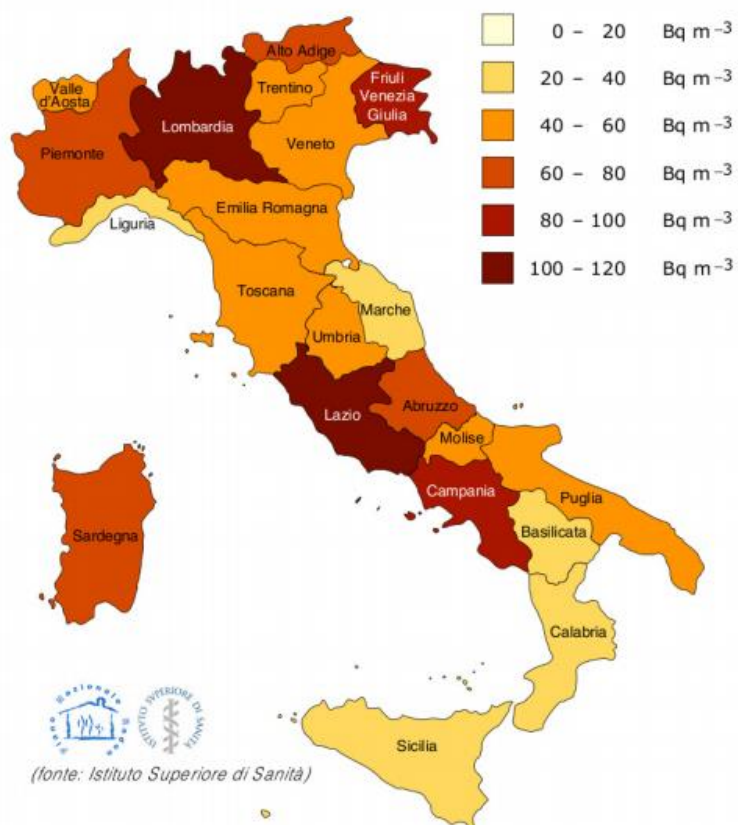 0 – 20 Bq m⁻³
20 – 40 Bq m⁻³
40 – 60 Bq m⁻³
60 – 80 Bq m⁻³
80 – 100 Bq m⁻³
100 – 120 Bq m⁻³
Alto Adige
Valle
d'Aosta
Trentino
Friuli
Venezia
Giulia
Lombardia
Veneto
Piemonte
Emilia Romagna
Liguria
Toscana
Marche
Umbria
Lazio
Abruzzo
Molise
Campania
Puglia
Basilicata
Sardegna
Calabria
Sicilia
Piano Nazionale Radon
ISTITUTO SUPERIORE DI SANITÀ
(fonte: Istituto Superiore di Sanità)